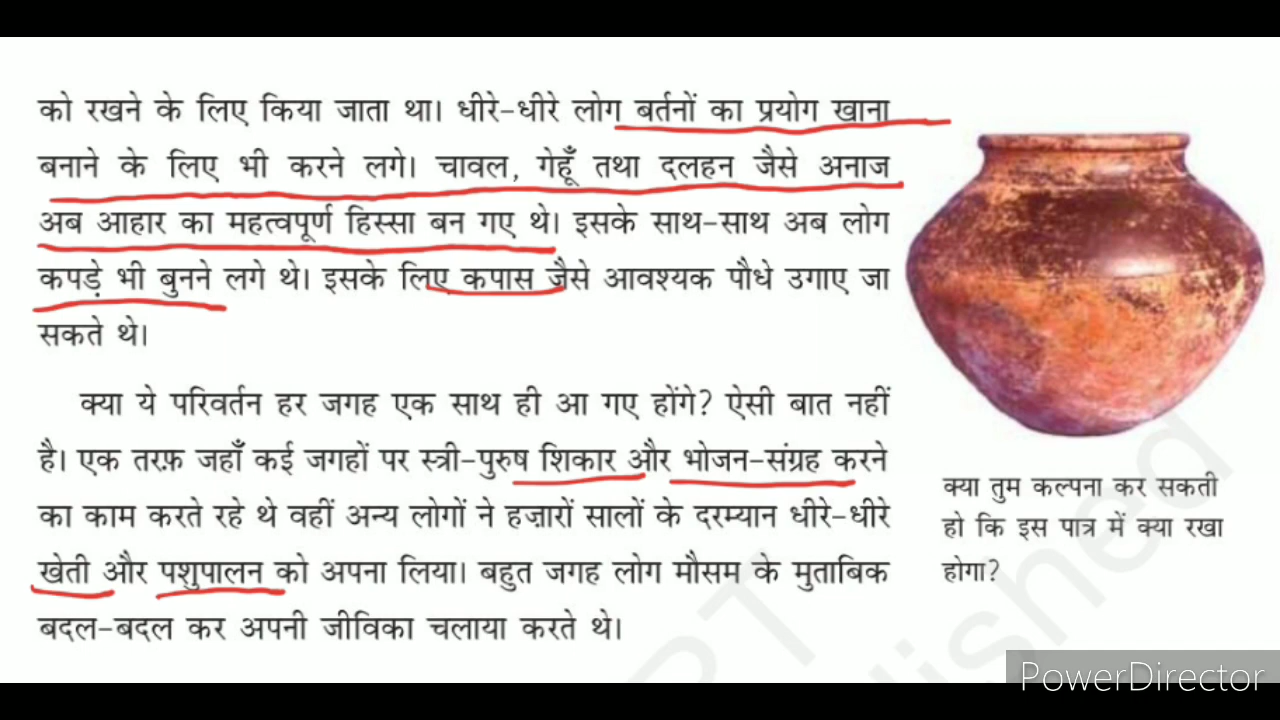 को रखने के लिए किया जाता था। धीरे-धीरे लोग बर्तनों का प्रयोग खाना
बनाने के लिए भी करने लगे। चावल, गेहूँ तथा दलहन जैसे अनाज
अब आहार का महत्वपूर्ण हिस्सा बन गए थे। इसके साथ-साथ अब लोग
कपड़े भी बुनने लगे थे। इसके लिए कपास जैसे आवश्यक पौधे उगाए जा
सकते थे।
क्या ये परिवर्तन हर जगह एक साथ ही आ गए होंगे? ऐसी बात नहीं
है। एक तरफ़ जहाँ कई जगहों पर स्त्री-पुरुष शिकार और भोजन-संग्रह करने
का काम करते रहे थे वहीं अन्य लोगों ने हज़ारों सालों के दरम्यान धीरे-धीरे
खेती और पशुपालन को अपना लिया। बहुत जगह लोग मौसम के मुताबिक
बदल-बदल कर अपनी जीविका चलाया करते थे।
क्या तुम कल्पना कर सकती
हो कि इस पात्र में क्या रखा
होगा?
PowerDirector